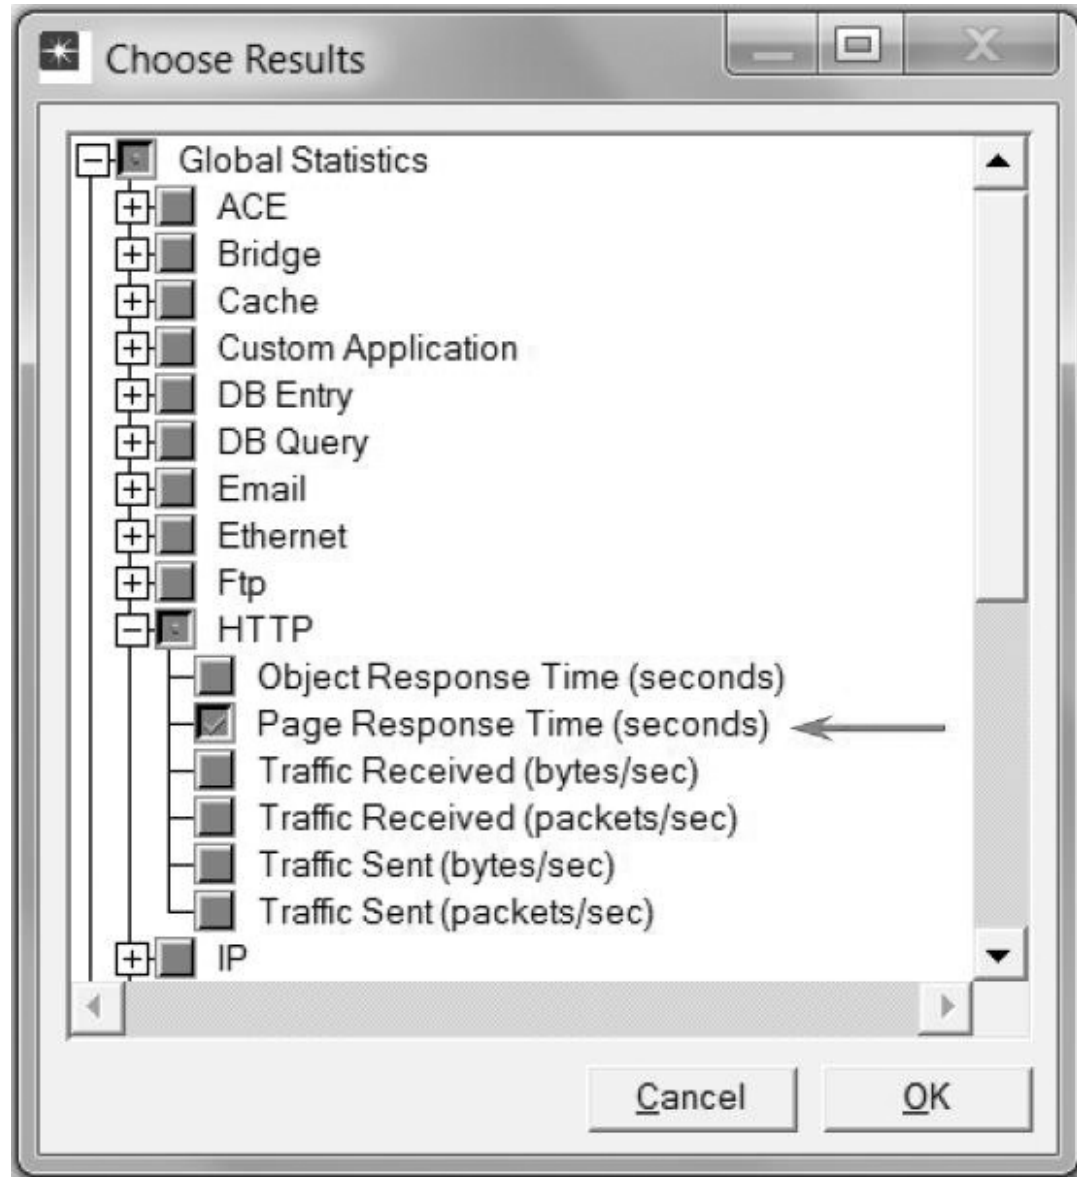 Choose Results
Global Statistics
ACE
Bridge
Cache
Custom Application
DB Entry
DB Query
Email
Ethernet
Ftp
HTTP
Object Response Time (seconds)
Page Response Time (seconds)
Traffic Received (bytes/sec)
Traffic Received (packets/sec)
Traffic Sent (bytes/sec)
Traffic Sent (packets/sec)
IP
Cancel OK